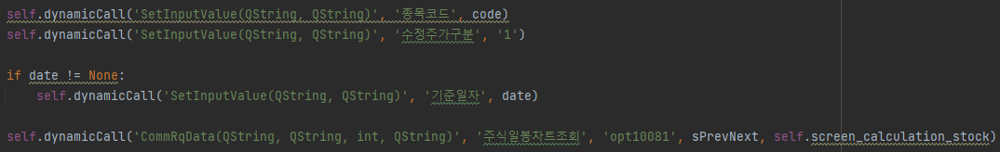 self.dynamicCall('SetInputValue(QString, QString)', '종목코드', code)
self.dynamicCall('SetInputValue(QString, QString)', '수정주가구분', '1')
if date != None:
self.dynamicCall('SetInputValue(QString, QString)', '기준일자', date)
self.dynamicCall('CommRqData(QString, QString, int, QString)', '주식일봉차트조회', 'opt10081', sPrevNext, self.screen_calculation_stock)